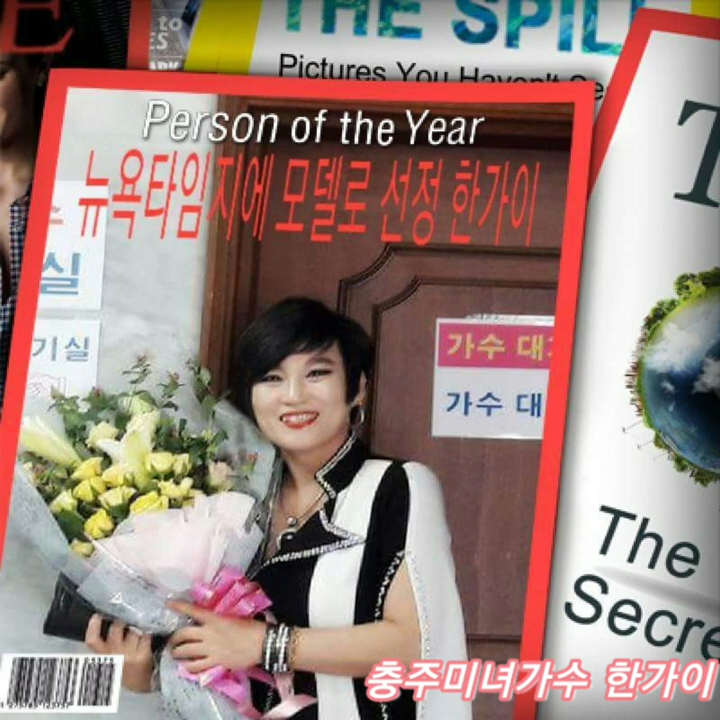 THE SPILL
Pictures You Haven't Se
Person of the Year
뉴욕타임지에 모델로 선정 한가이
실
기실
가수 대
가수 대
The
Secre
충주미녀가수 한가이